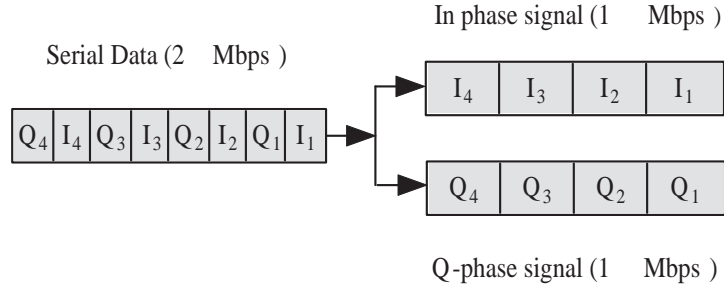 In phase signal (1 Mbps )
Serial Data (2 Mbps )
I₄ I₃ I₂ I₁
Q₄ I₄ Q₃ I₃ Q₂ I₂ Q₁ I₁
Q₄ Q₃ Q₂ Q₁
Q-phase signal (1 Mbps )